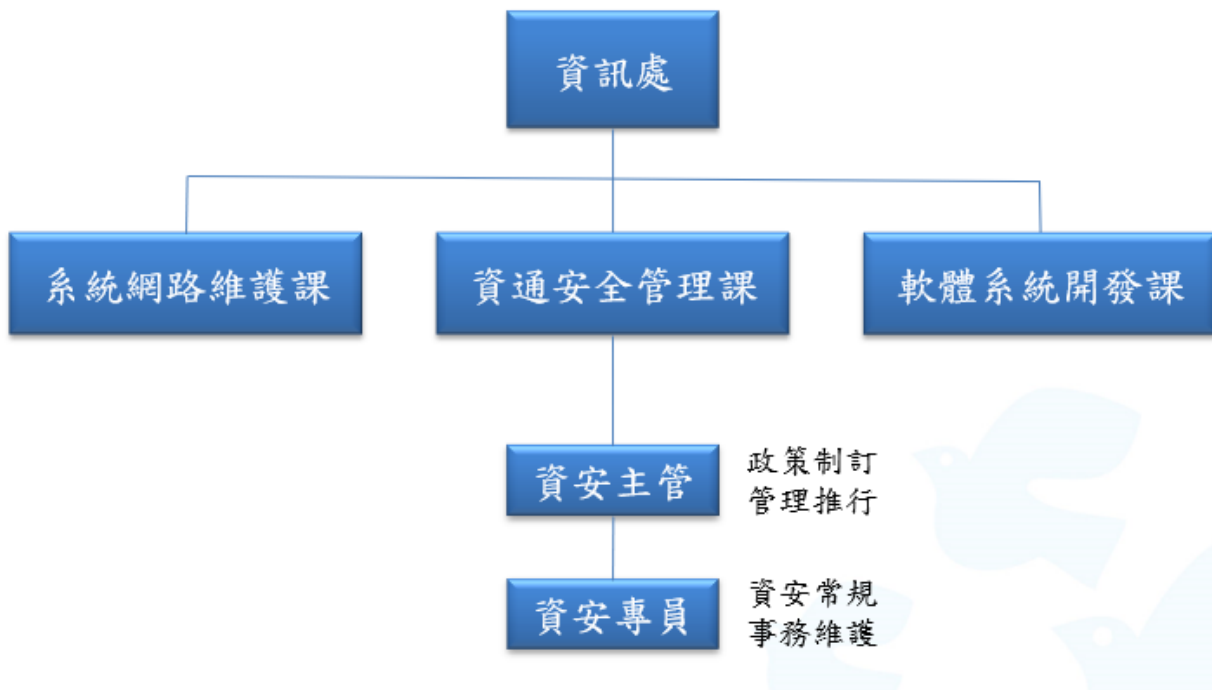 資訊處
系統網路維護課
資通安全管理課
軟體系統開發課
資安主管
政策制訂
管理推行
資安專員
資安常規
事務維護